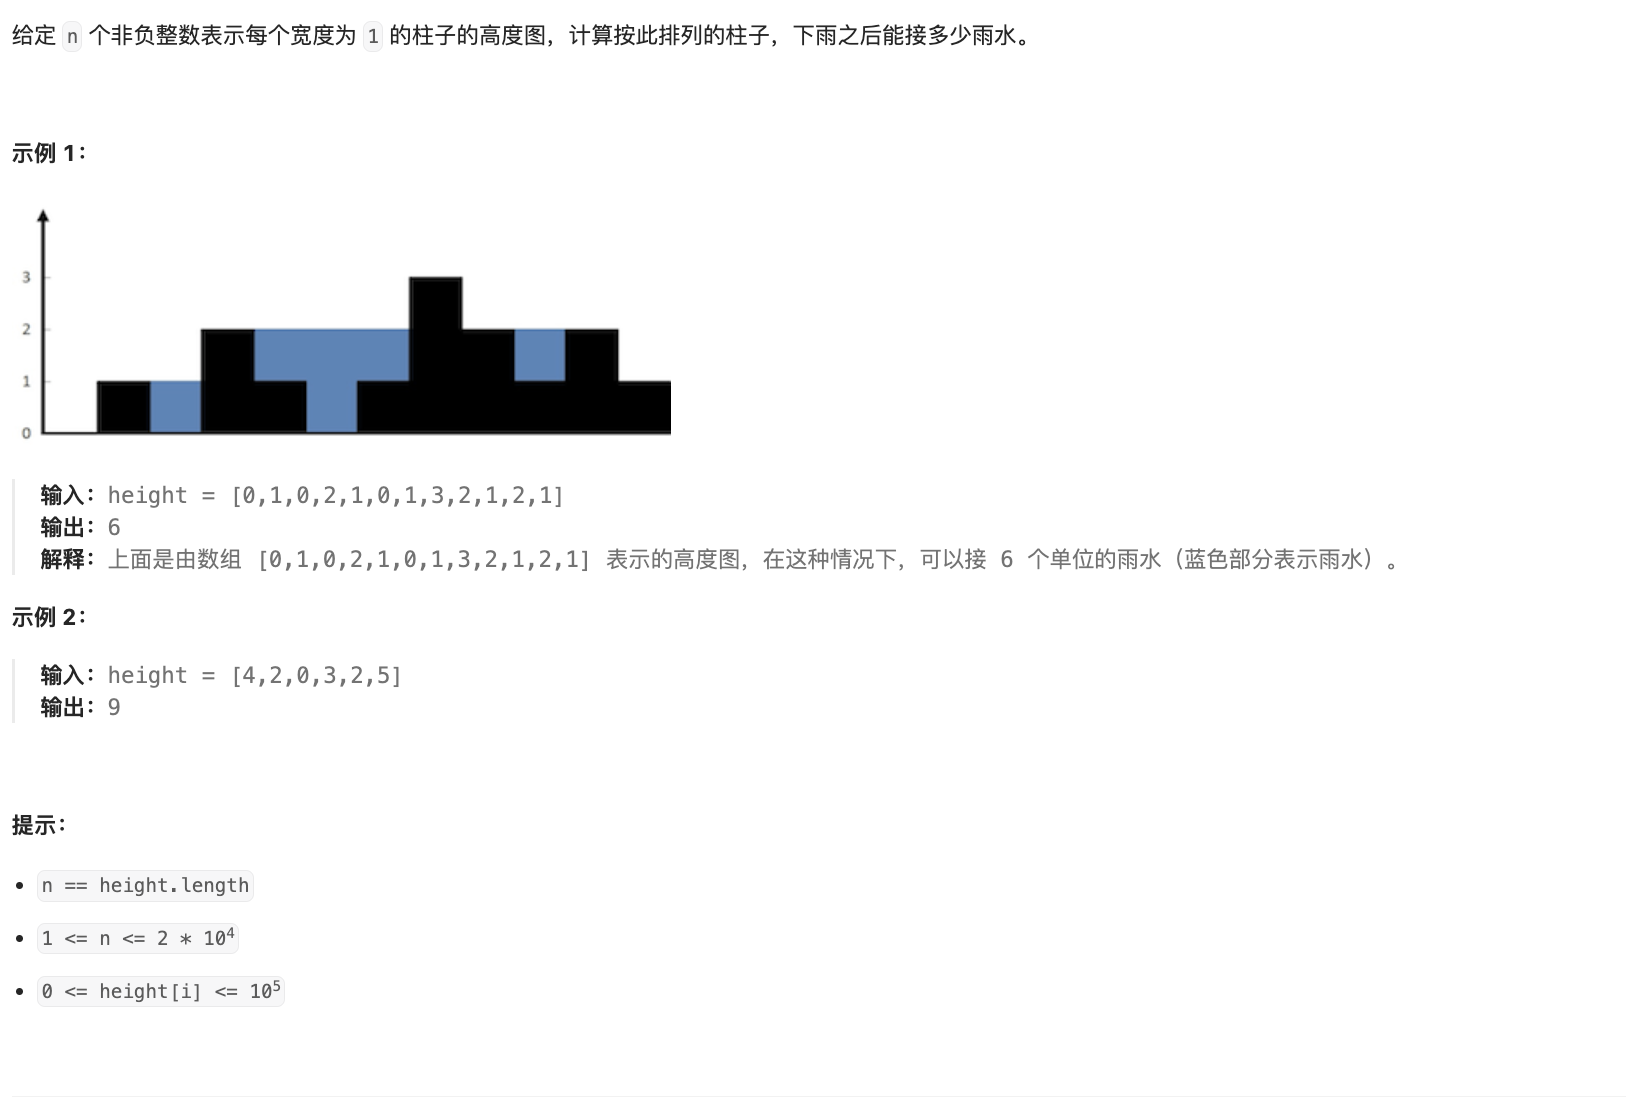 给定 n 个非负整数表示每个宽度为 1 的柱子的高度图，计算按此排列的柱子，下雨之后能接多少雨水。
示例 1：
3
2
1
0
输入：height = [0,1,0,2,1,0,1,3,2,1,2,1]
输出：6
解释：上面是由数组 [0,1,0,2,1,0,1,3,2,1,2,1] 表示的高度图，在这种情况下，可以接 6 个单位的雨水（蓝色部分表示雨水）。
示例 2：
输入：height = [4,2,0,3,2,5]
输出：9
提示：
• n == height.length
• 1 <= n <= 2 * 10⁴
• 0 <= height[i] <= 10⁵